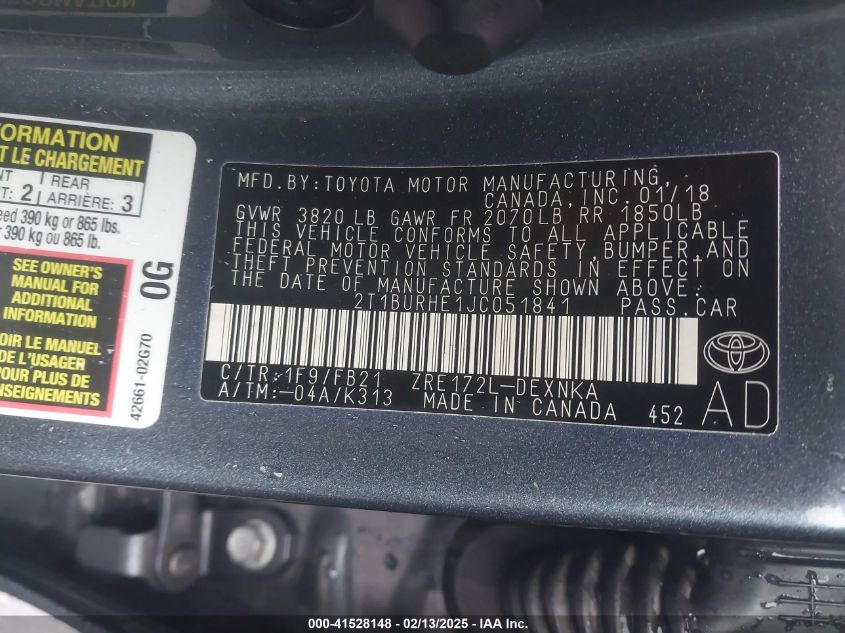 ORMATION
T LE CHARGEMENT
NT REAR
T: 2 ARRIÈRE: 3
eed 390 kg or 865 lbs.
r 390 kg ou 865 lb.
SEE OWNER'S
MANUAL FOR
ADDITIONAL
INFORMATION
VOIR LE MANUEL
DE L'USAGER
POUR PLUS DE
RENSEIGNEMENTS
0G
42661-02G70
MFD. BY: TOYOTA MOTOR MANUFACTURING,
CANADA, INC. 01/18
GVWR 3820 LB GAWR FR 2070LB RR 1850LB
THIS VEHICLE CONFORMS TO ALL APPLICABLE
FEDERAL MOTOR VEHICLE SAFETY, BUMPER, AND
THEFT PREVENTION STANDARDS IN EFFECT ON
THE DATE OF MANUFACTURE SHOWN ABOVE.
2T1BURHE1JC051841 PASS.CAR
C/TR: 1F9/FB21 ZRE172L-DEXNKA
A/TM: -04A/K313 MADE IN CANADA 452 AD
000-41528148 - 02/13/2025 - IAA Inc.